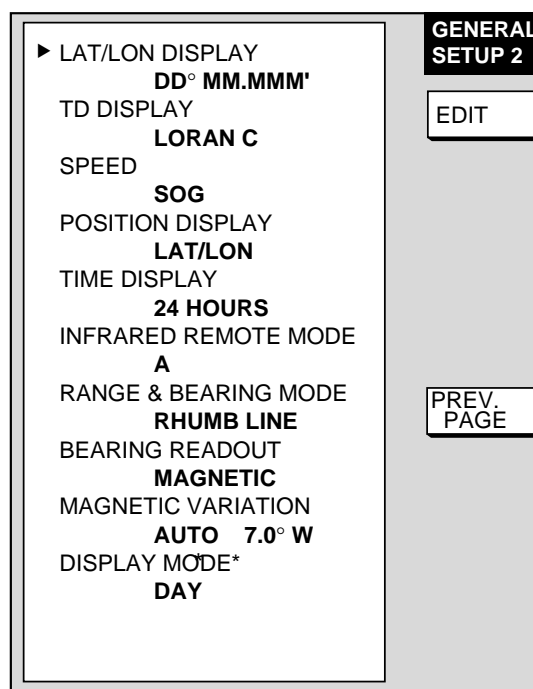 LAT/LON DISPLAY
DD° MM.MMM'
TD DISPLAY
LORAN C
SPEED
SOG
POSITION DISPLAY
LAT/LON
TIME DISPLAY
24 HOURS
INFRARED REMOTE MODE
A
RANGE & BEARING MODE
RHUMB LINE
BEARING READOUT
MAGNETIC
MAGNETIC VARIATION
AUTO 7.0° W
DISPLAY MODE*
DAY
GENERAL
SETUP 2
EDIT
PREV.
PAGE